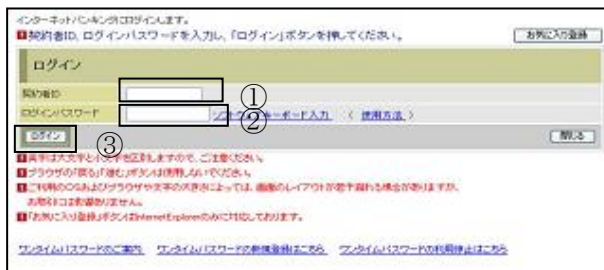 インターネットバンキングにログインします。
■契約者ID、ログインパスワードを入力し、「ログイン」ボタンを押してください。 お気に入り登録
ログイン
契約者ID ①
ログインパスワード ソフトウェアキーボード入力 〈 使用方法 〉 ②
ログイン ③ 閉じる
■英字は大文字と小文字を区別しますので、ご注意ください。
■ブラウザの「戻る」「進む」ボタンは使用しないでください。
■ご利用のOSおよびブラウザや文字の大きさによっては、画面のレイアウトが若干崩れる場合がありますが、
お取引には影響ありません。
■「お気に入り登録」ボタンはInternetExplorerのみに対応しております。
ワンタイムパスワードのご案内 ワンタイムパスワードの新規登録はこちら ワンタイムパスワードの利用停止はこちら